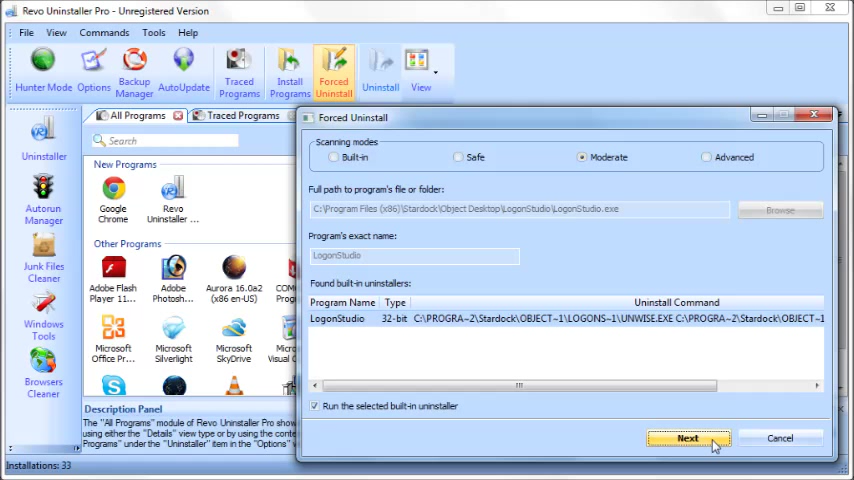 Revo Uninstaller Pro - Unregistered Version
File View Commands Tools Help
Hunter Mode Options Backup Manager AutoUpdate Traced Programs Install Programs Forced Uninstall Uninstall View
All Programs Traced Programs
Search
Uninstaller
Autorun Manager
Junk Files Cleaner
Windows Tools
Browsers Cleaner
New Programs
Google Chrome
Revo Uninstaller ...
Other Programs
Adobe Flash Player 11...
Adobe Photosh...
Aurora 16.0a2 (x86 en-US)
COM
Gam
Microsoft Office Pr...
Microsoft Silverlight
Microsoft SkyDrive
Micr
Visual C
Description Panel
The "All Programs" module of Revo Uninstaller Pro show
using either the "Details" view type or by using the conte
Programs" under the "Uninstaller" item in the "Options"
Installations: 33
Forced Uninstall
Scanning modes
Built-in Safe Moderate Advanced
Full path to program's file or folder:
C:\Program Files (x86)\Stardock\Object Desktop\LogonStudio\LogonStudio.exe
Browse
Program's exact name:
LogonStudio
Found built-in uninstallers:
Program Name Type Uninstall Command
LogonStudio 32-bit C:\PROGRA~2\Stardock\OBJECT~1\LOGONS~1\UNWISE.EXE C:\PROGRA~2\Stardock\OBJECT~1
Run the selected built-in uninstaller
Next Cancel